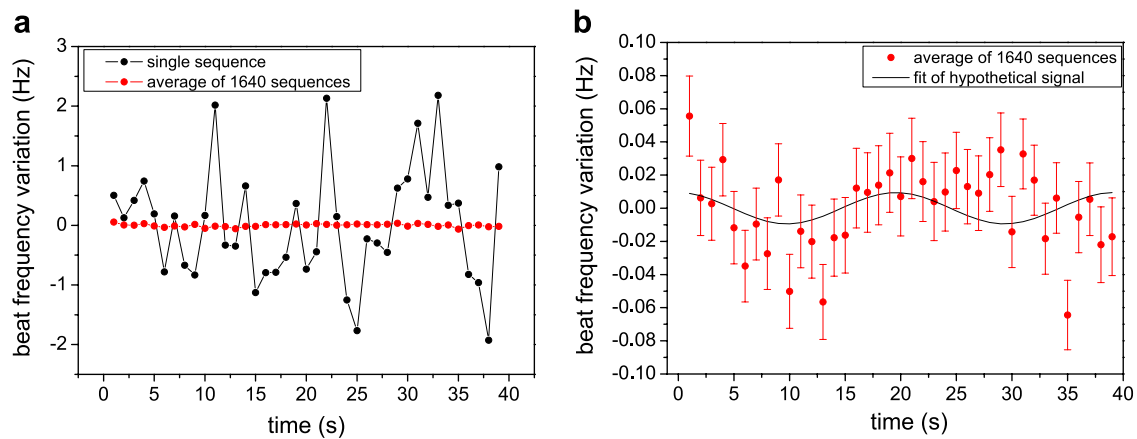 a
beat frequency variation (Hz)
3
2
1
0
-1
-2
single sequence
average of 1640 sequences
0 5 10 15 20 25 30 35 40
time (s)
b
beat frequency variation (Hz)
0.10
0.08
0.06
0.04
0.02
0.00
-0.02
-0.04
-0.06
-0.08
-0.10
average of 1640 sequences
fit of hypothetical signal
0 5 10 15 20 25 30 35 40
time (s)